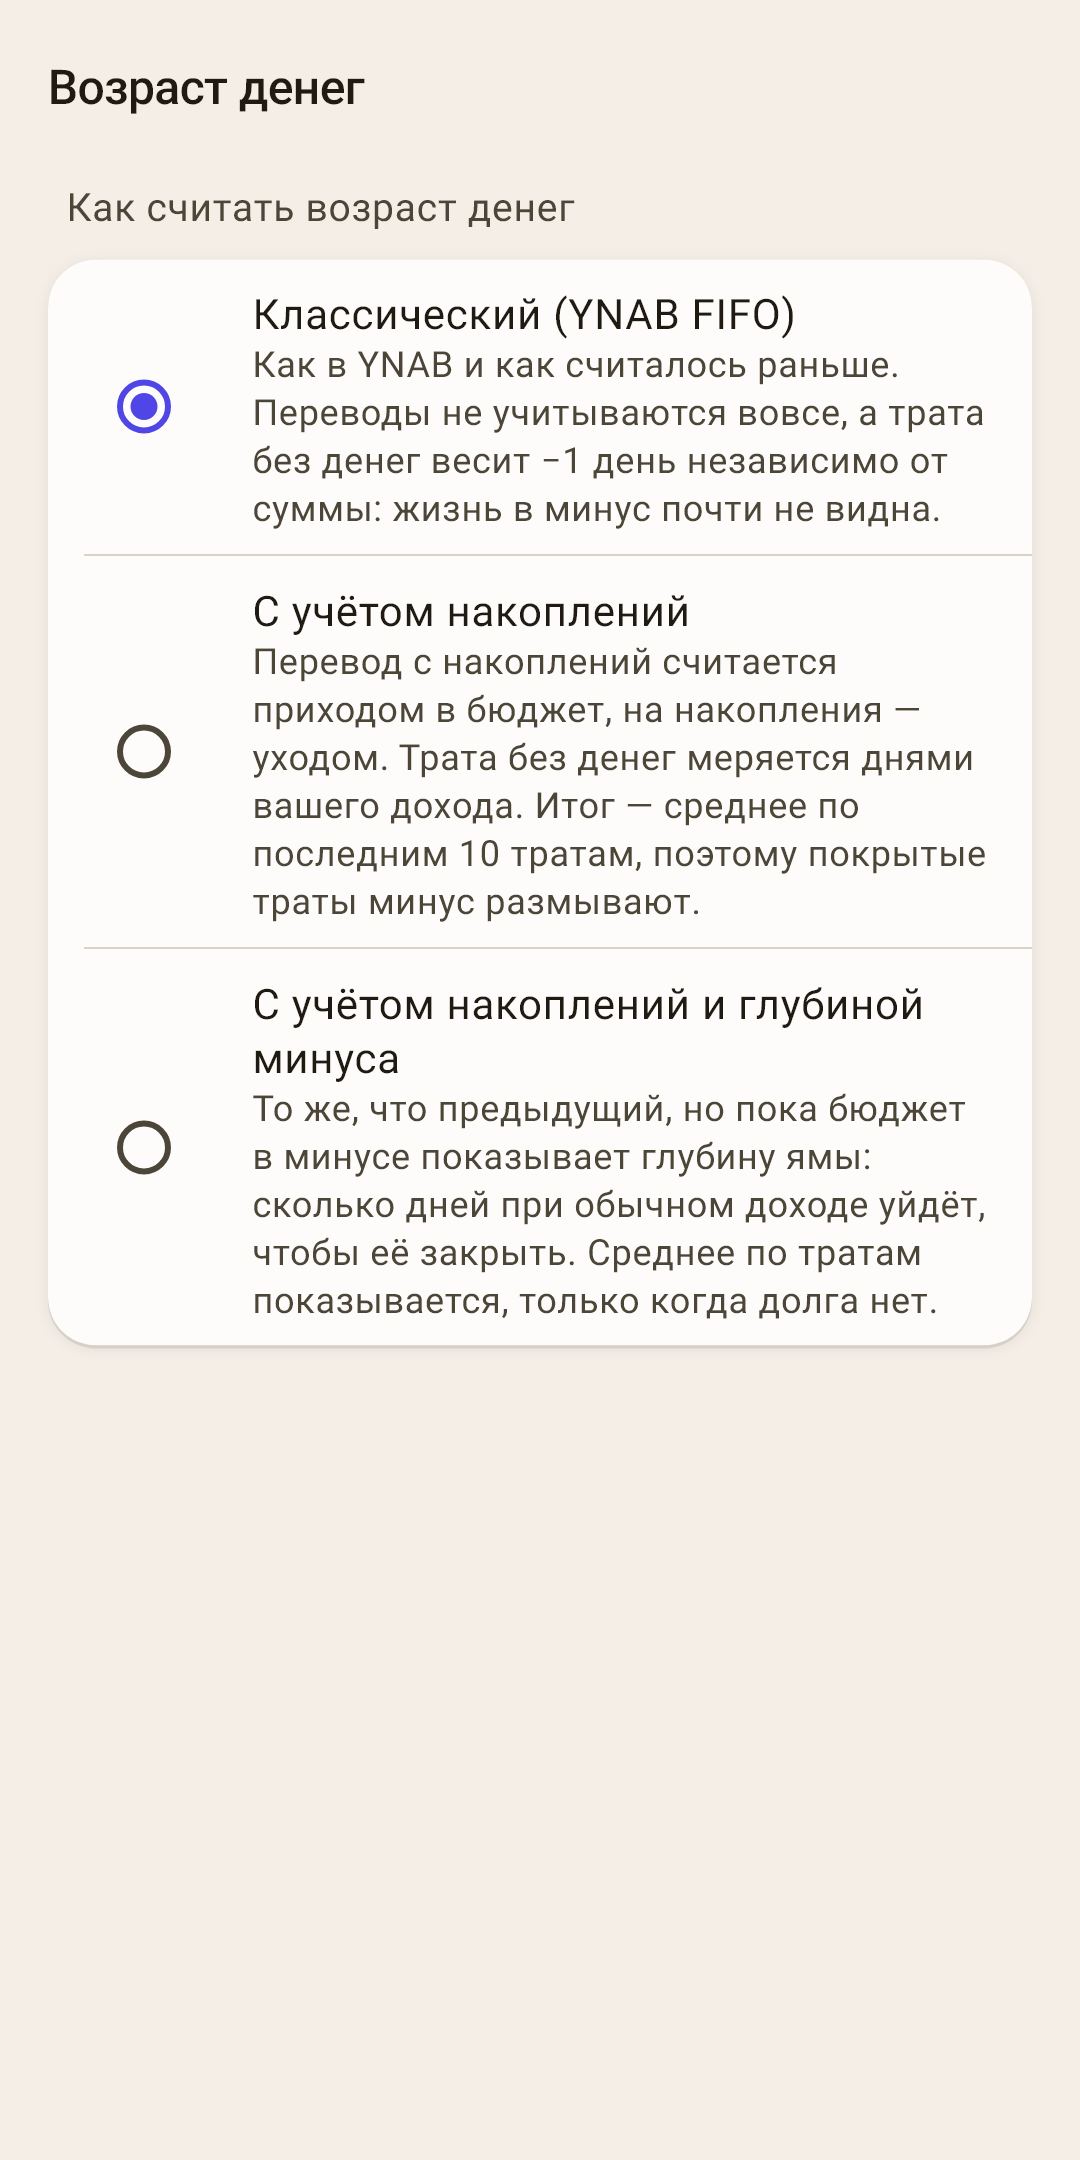 Возраст денег
Как считать возраст денег
Классический (YNAB FIFO)
Как в YNAB и как считалось раньше.
Переводы не учитываются вовсе, а трата
без денег весит −1 день независимо от
суммы: жизнь в минус почти не видна.
С учётом накоплений
Перевод с накоплений считается
приходом в бюджет, на накопления —
уходом. Трата без денег меряется днями
вашего дохода. Итог — среднее по
последним 10 тратам, поэтому покрытые
траты минус размывают.
С учётом накоплений и глубиной
минуса
То же, что предыдущий, но пока бюджет
в минусе показывает глубину ямы:
сколько дней при обычном доходе уйдёт,
чтобы её закрыть. Среднее по тратам
показывается, только когда долга нет.